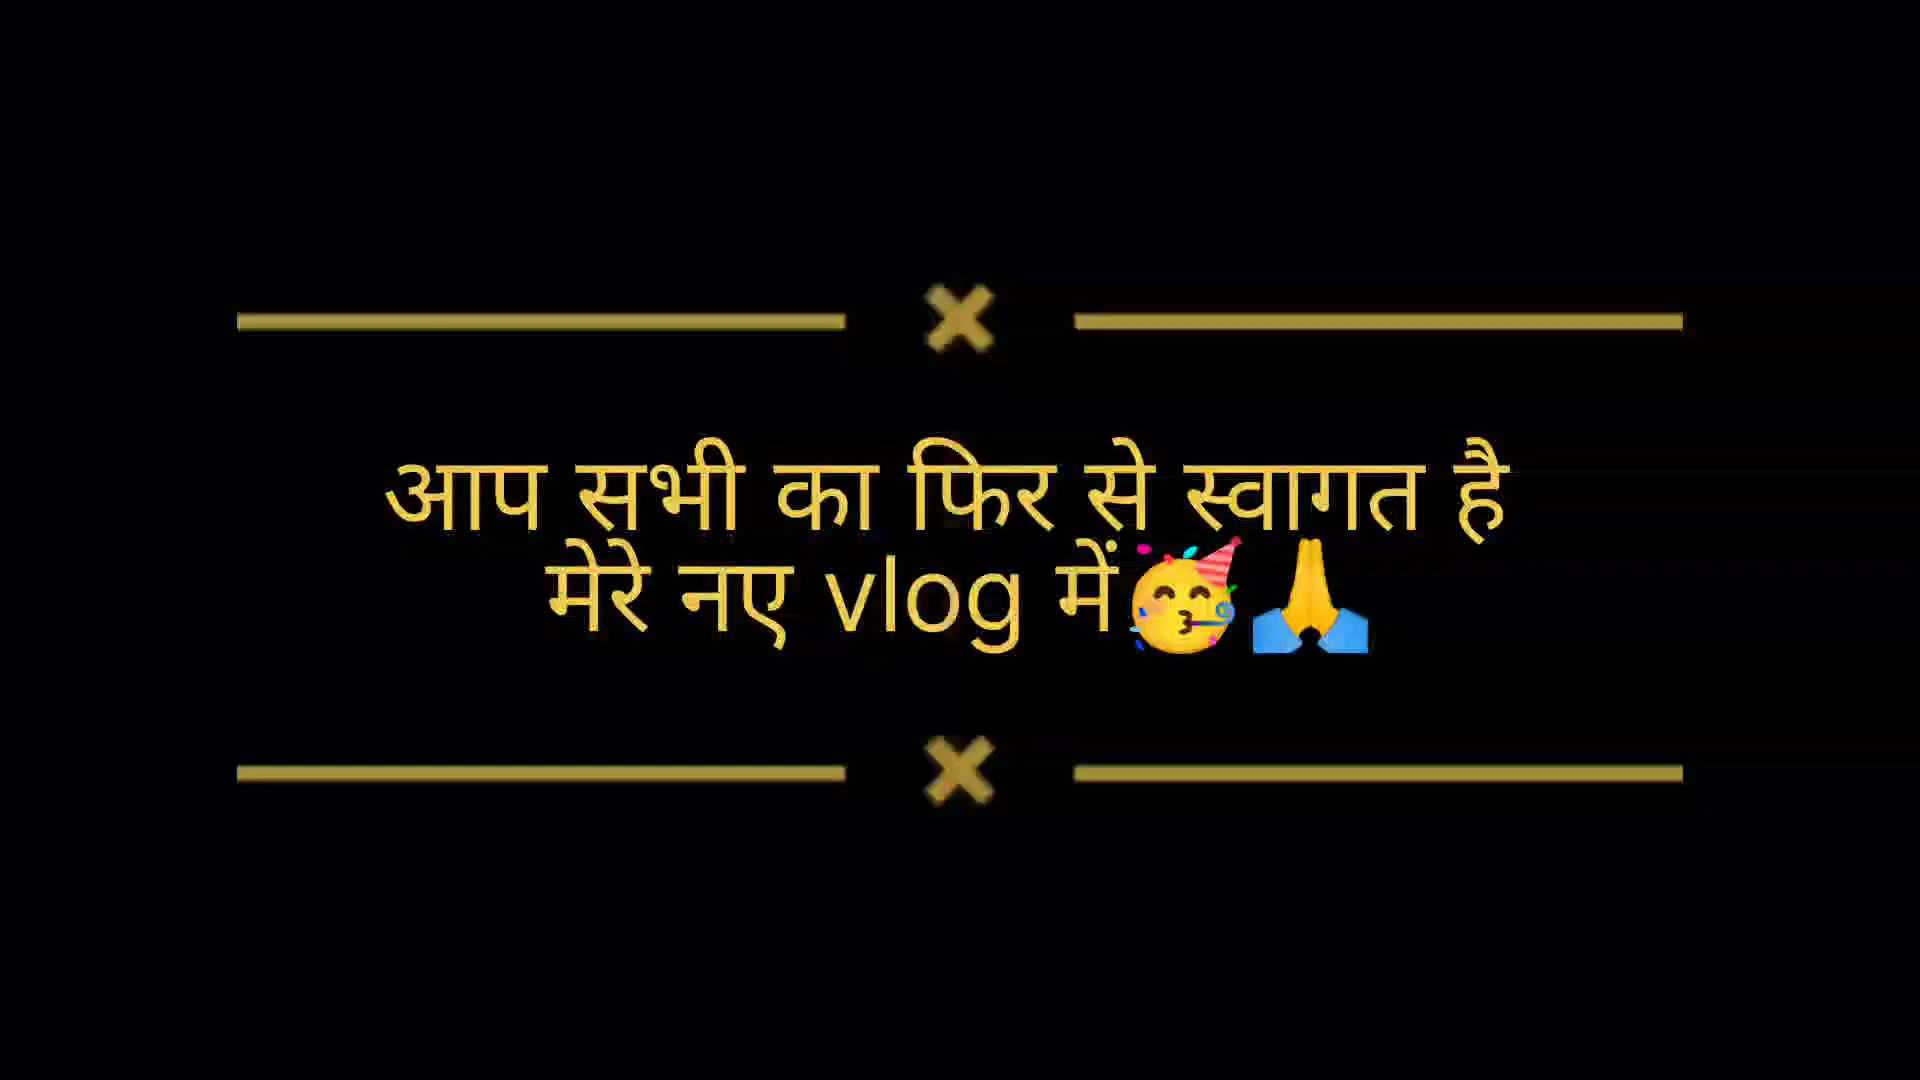 आप सभी का फिर से स्वागत है
मेरे नए vlog में🥳🙏